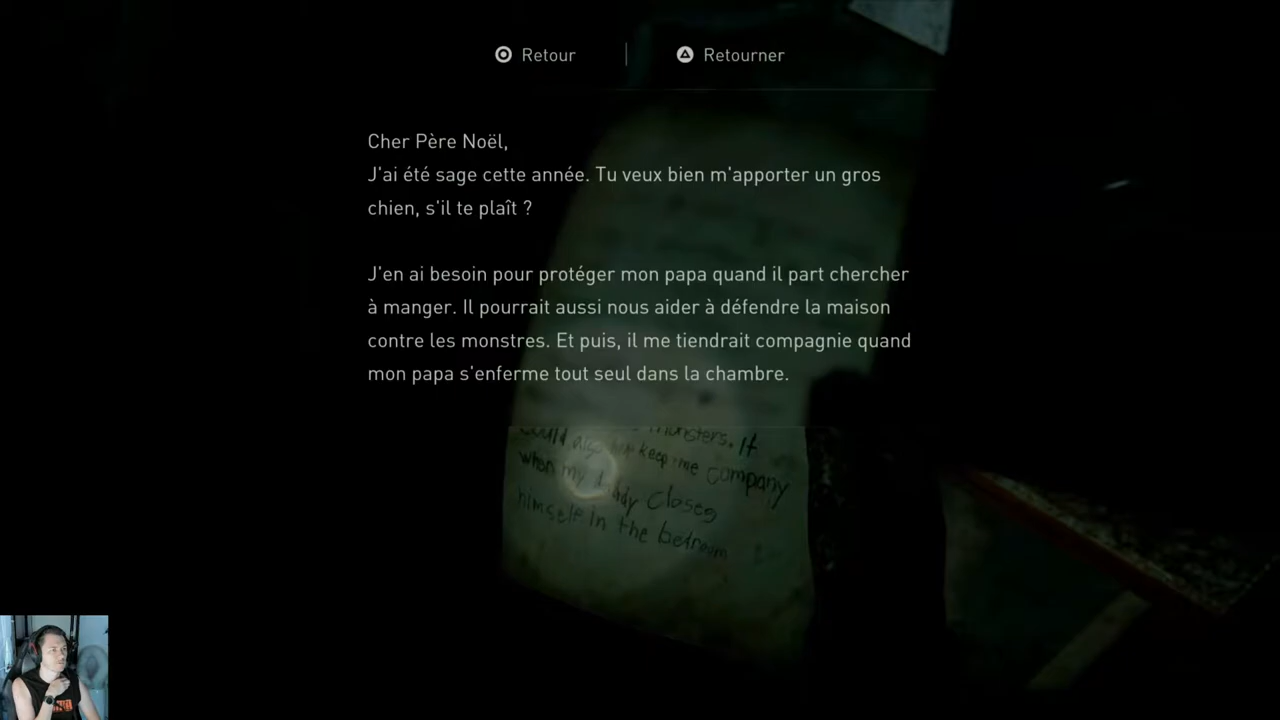 Retour
Retourner
Cher Père Noël,
J'ai été sage cette année. Tu veux bien m'apporter un gros
chien, s'il te plaît ?
J'en ai besoin pour protéger mon papa quand il part chercher
à manger. Il pourrait aussi nous aider à défendre la maison
contre les monstres. Et puis, il me tiendrait compagnie quand
mon papa s'enferme tout seul dans la chambre.
monsters. It
keep me company
when my closes
himself in the